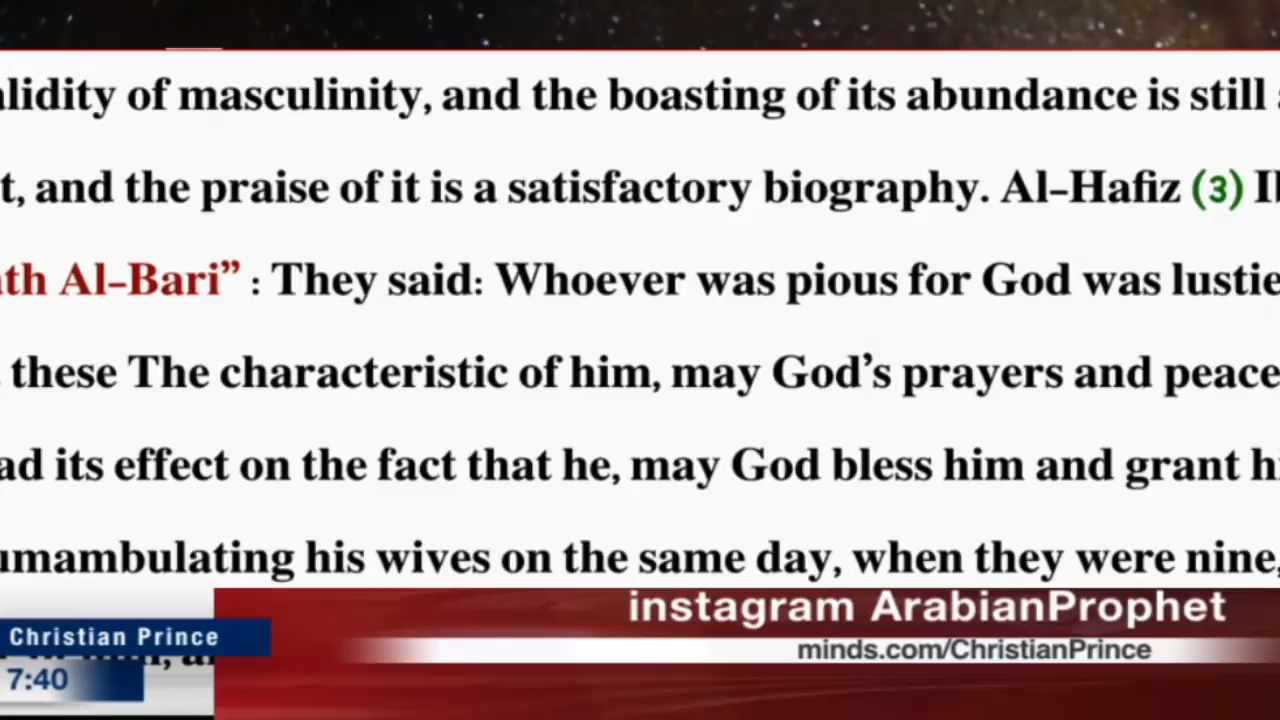 alidity of masculinity, and the boasting of its abundance is still
t, and the praise of it is a satisfactory biography. Al-Hafiz (3)
ath Al-Bari” : They said: Whoever was pious for God was lustie
these The characteristic of him, may God’s prayers and peace
ad its effect on the fact that he, may God bless him and grant hi
umambulating his wives on the same day, when they were nine,
instagram ArabianProphet
Christian Prince
minds.com/ChristianPrince
7:40